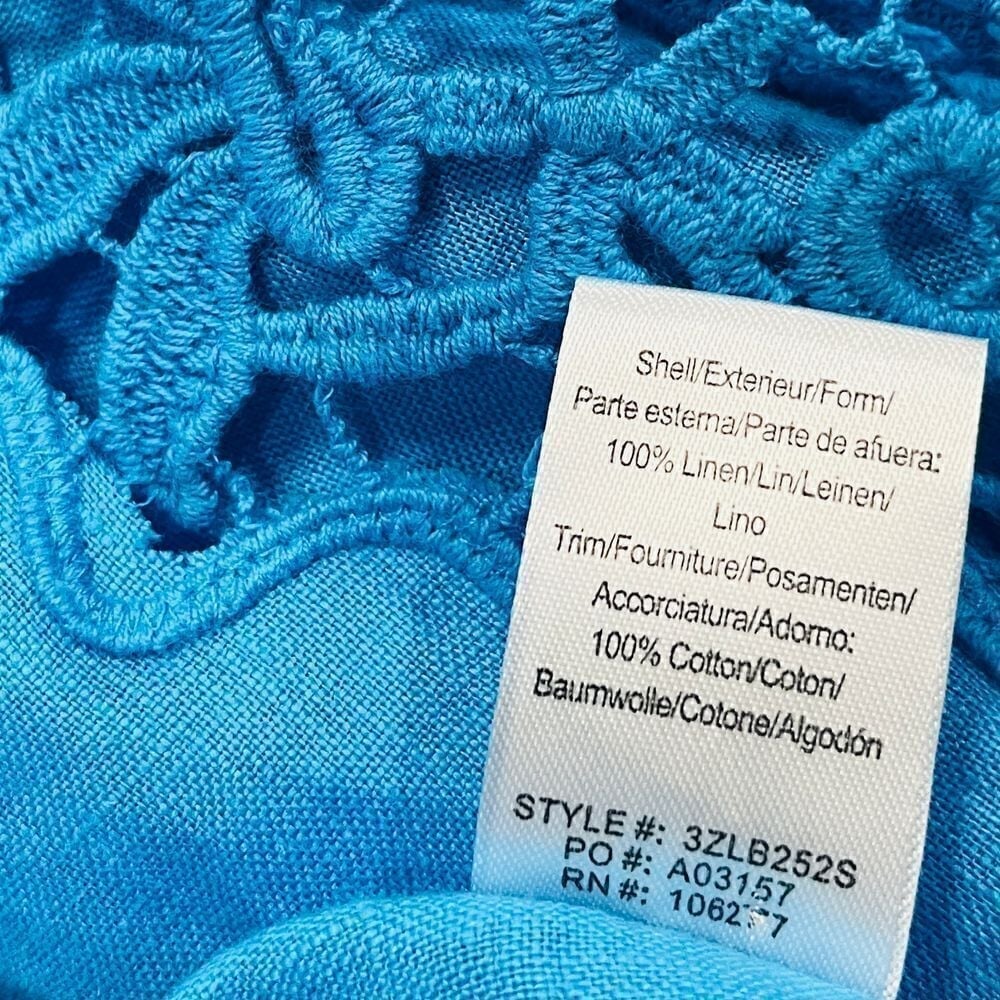 Shell/Exterieur/Form/
Parte esterna/Parte de afuera:
100% Linen/Lin/Leinen/
Lino
Trim/Fourniture/Posamenten/
Accorciatura/Adorno:
100% Cotton/Coton/
Baumwolle/Cotone/Algodón
STYLE #: 3ZLB252S
PO #: A03157
RN #: